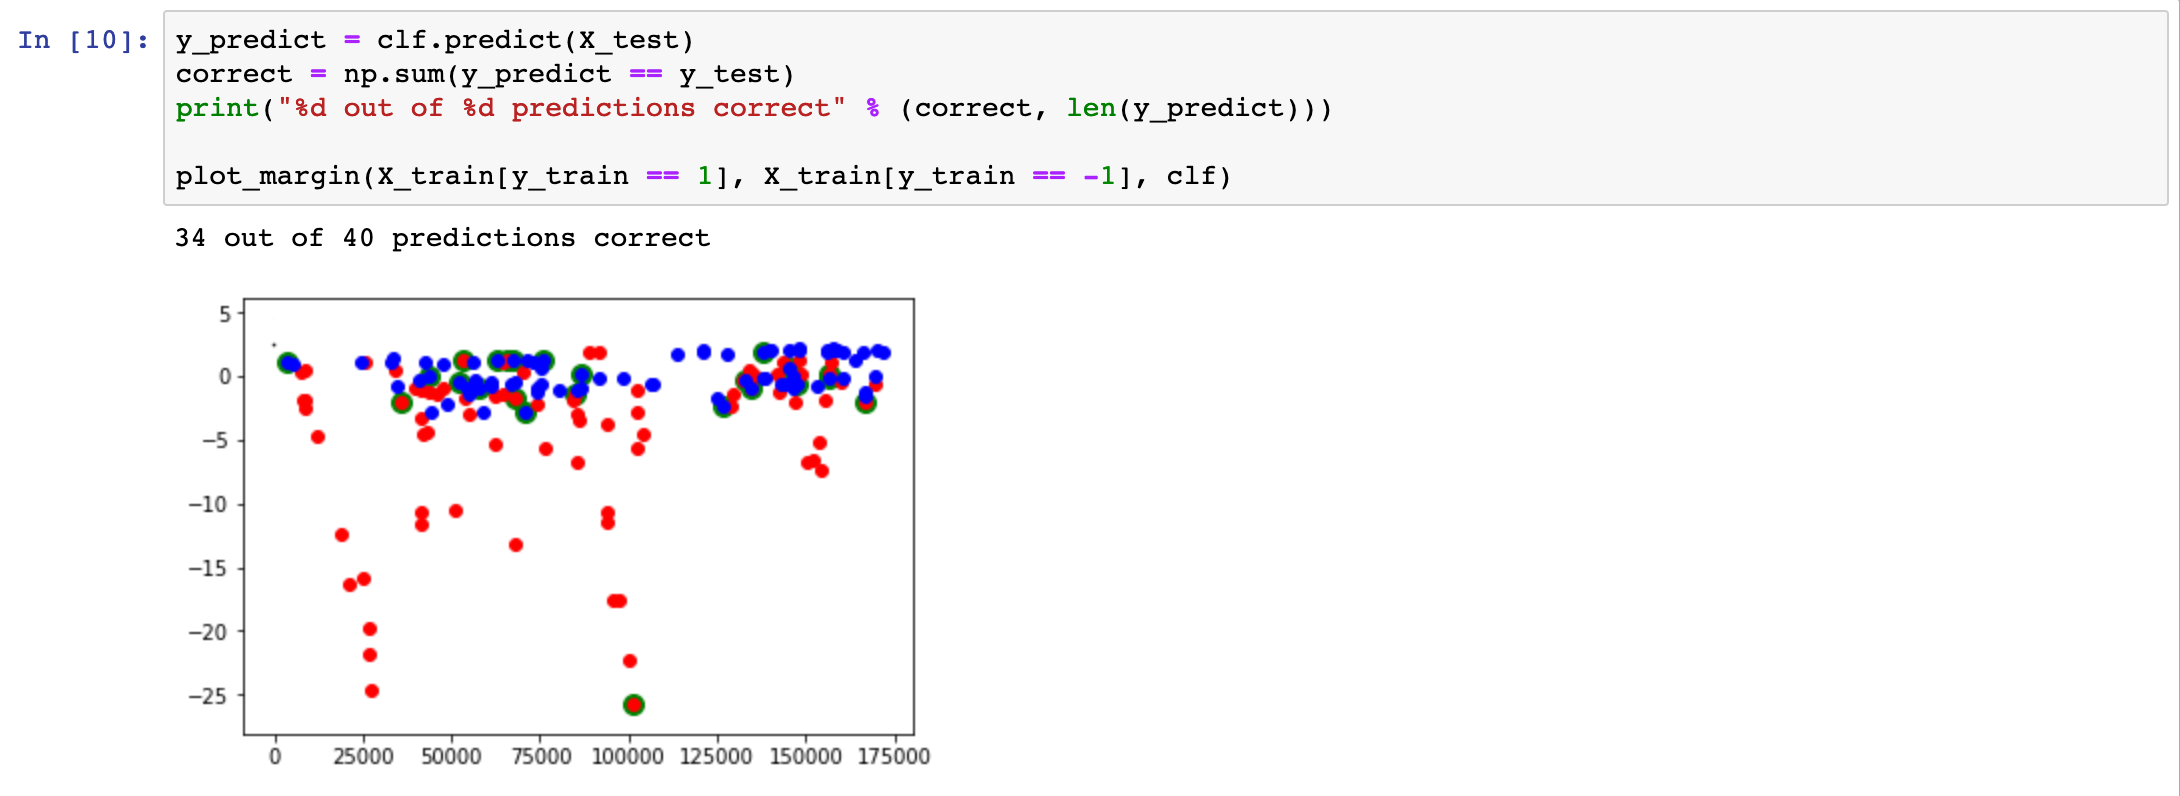 In [10]:
y_predict = clf.predict(X_test)
correct = np.sum(y_predict == y_test)
print("%d out of %d predictions correct" % (correct, len(y_predict)))
plot_margin(X_train[y_train == 1], X_train[y_train == -1], clf)
34 out of 40 predictions correct
5
0
−5
−10
−15
−20
−25
0 25000 50000 75000 100000 125000 150000 175000